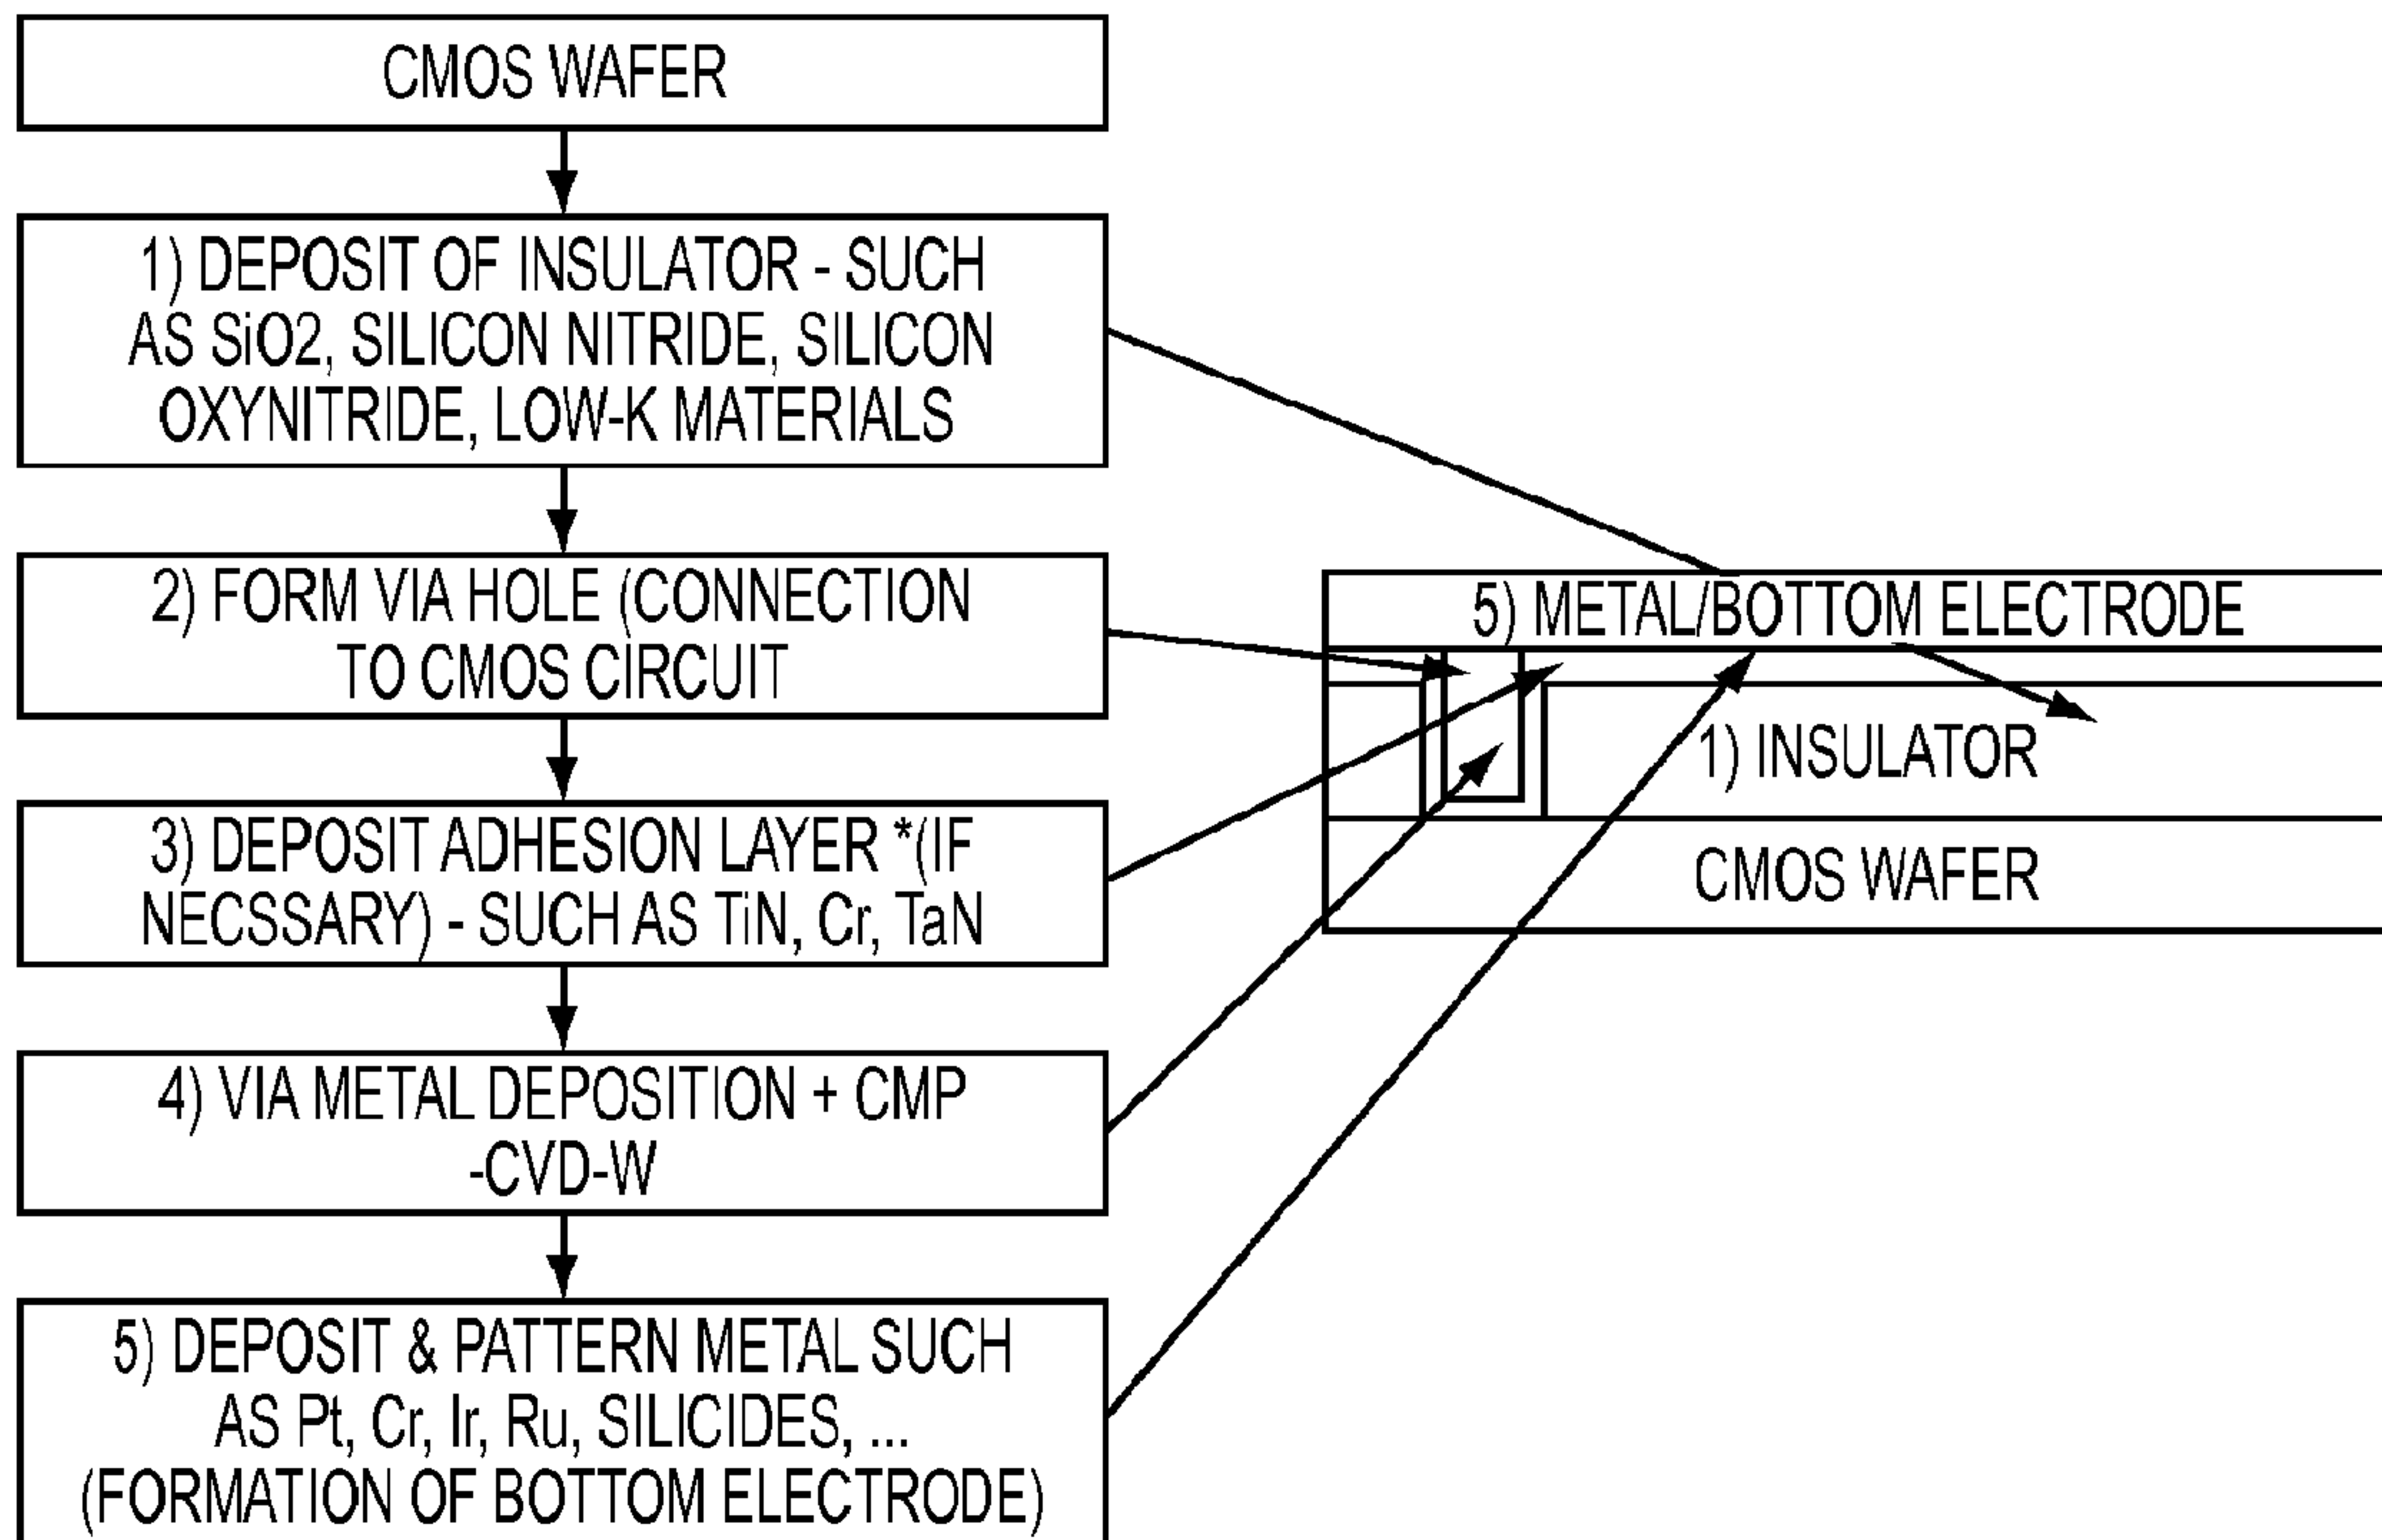 CMOS WAFER
1) DEPOSIT OF INSULATOR - SUCH
AS SiO2, SILICON NITRIDE, SILICON
OXYNITRIDE, LOW-K MATERIALS
2) FORM VIA HOLE (CONNECTION
TO CMOS CIRCUIT
3) DEPOSIT ADHESION LAYER *(IF
NECSSARY) - SUCH AS TiN, Cr, TaN
4) VIA METAL DEPOSITION + CMP
-CVD-W
5) DEPOSIT & PATTERN METAL SUCH
AS Pt, Cr, Ir, Ru, SILICIDES, ...
(FORMATION OF BOTTOM ELECTRODE)
5) METAL/BOTTOM ELECTRODE
1) INSULATOR
CMOS WAFER